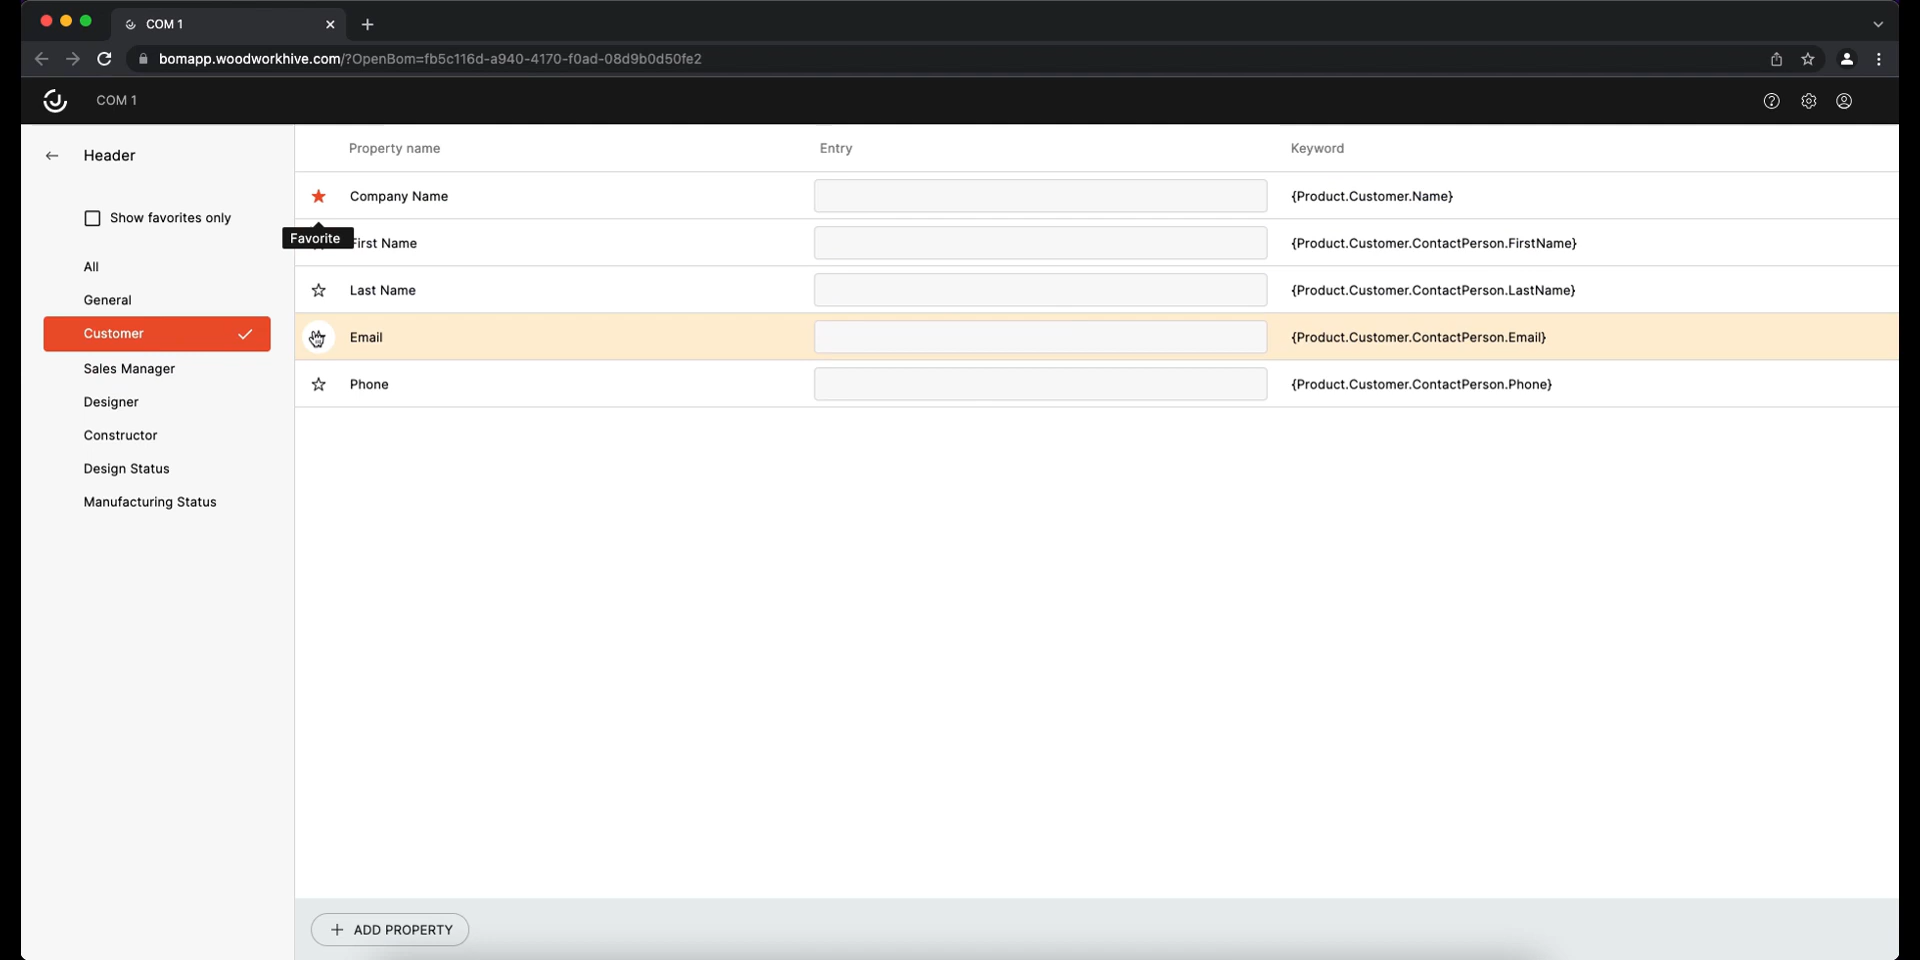 COM 1
bomapp.woodworkhive.com/?OpenBom=fb5c116d-a940-4170-f0ad-08d9b0d50fe2
COM 1
Header
Show favorites only
All
General
Customer
Sales Manager
Designer
Constructor
Design Status
Manufacturing Status
Property name Entry Keyword
Company Name {Product.Customer.Name}
Favorite
First Name {Product.Customer.ContactPerson.FirstName}
Last Name {Product.Customer.ContactPerson.LastName}
Email {Product.Customer.ContactPerson.Email}
Phone {Product.Customer.ContactPerson.Phone}
ADD PROPERTY